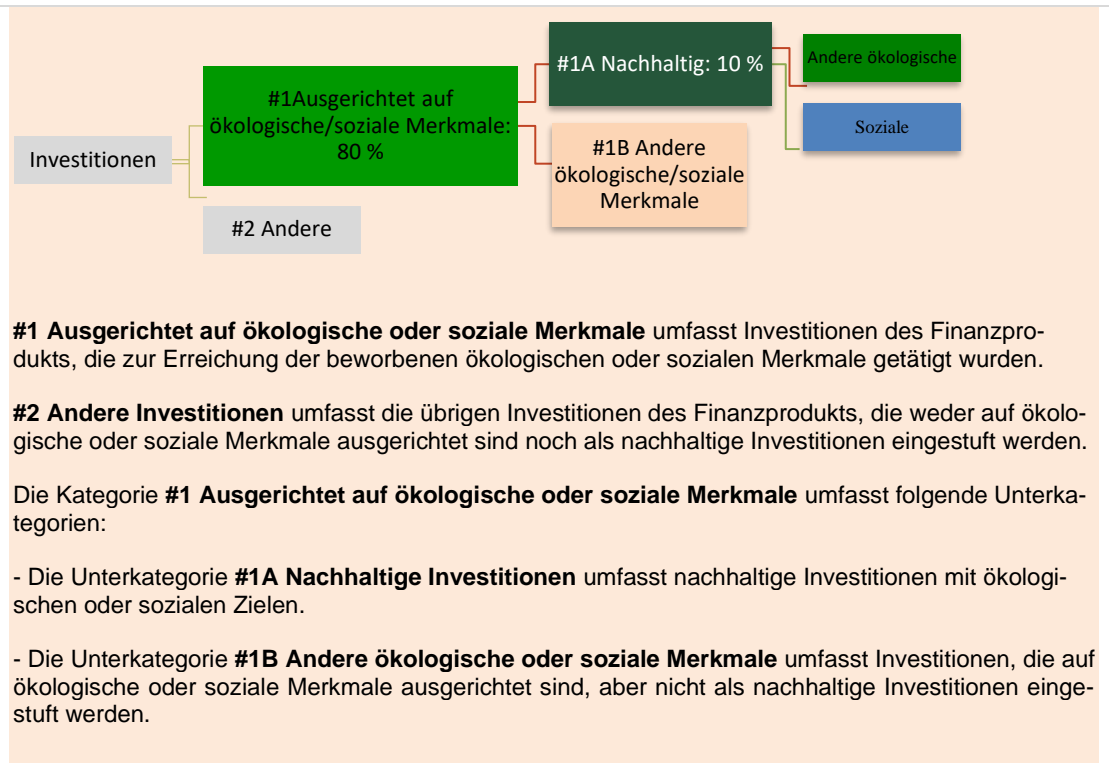 #1A Nachhaltig: 10 %
Andere ökologische
#1Ausgerichtet auf
ökologische/soziale Merkmale:
80 %
Soziale
Investitionen
#1B Andere
ökologische/soziale
Merkmale
#2 Andere
#1 Ausgerichtet auf ökologische oder soziale Merkmale umfasst Investitionen des Finanzpro-
dukts, die zur Erreichung der beworbenen ökologischen oder sozialen Merkmale getätigt wurden.
#2 Andere Investitionen umfasst die übrigen Investitionen des Finanzprodukts, die weder auf ökolo-
gische oder soziale Merkmale ausgerichtet sind noch als nachhaltige Investitionen eingestuft werden.
Die Kategorie #1 Ausgerichtet auf ökologische oder soziale Merkmale umfasst folgende Unterka-
tegorien:
- Die Unterkategorie #1A Nachhaltige Investitionen umfasst nachhaltige Investitionen mit ökologi-
schen oder sozialen Zielen.
- Die Unterkategorie #1B Andere ökologische oder soziale Merkmale umfasst Investitionen, die auf
ökologische oder soziale Merkmale ausgerichtet sind, aber nicht als nachhaltige Investitionen einge-
stuft werden.